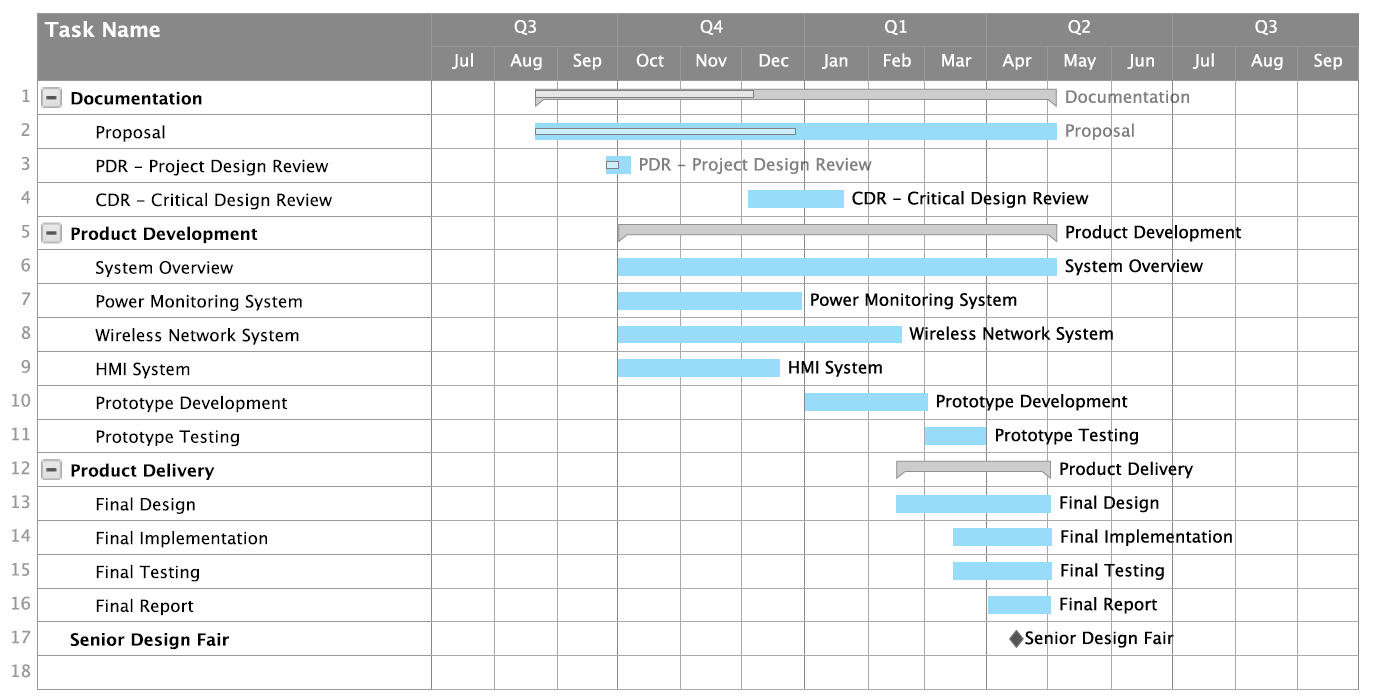 Task Name Q3 Q4 Q1 Q2 Q3
Jul Aug Sep Oct Nov Dec Jan Feb Mar Apr May Jun Jul Aug Sep
1 Documentation Documentation
2 Proposal Proposal
3 PDR - Project Design Review PDR - Project Design Review
4 CDR - Critical Design Review CDR - Critical Design Review
5 Product Development Product Development
6 System Overview System Overview
7 Power Monitoring System Power Monitoring System
8 Wireless Network System Wireless Network System
9 HMI System HMI System
10 Prototype Development Prototype Development
11 Prototype Testing Prototype Testing
12 Product Delivery Product Delivery
13 Final Design Final Design
14 Final Implementation Final Implementation
15 Final Testing Final Testing
16 Final Report Final Report
17 Senior Design Fair Senior Design Fair
18